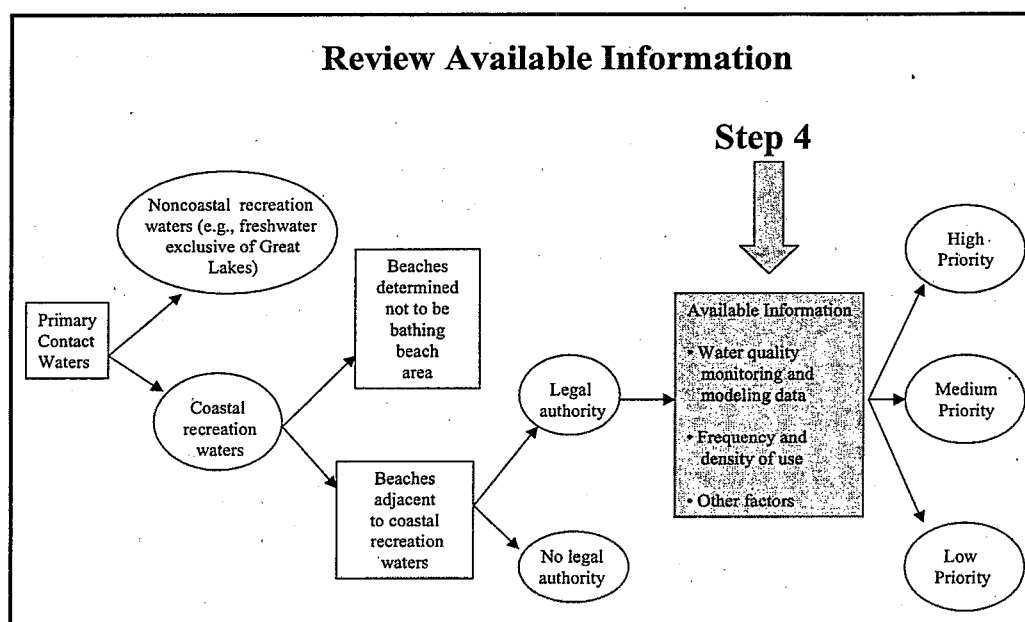 Review Available Information
Step 4
Noncoastal recreation
waters (e.g., freshwater
exclusive of Great
Lakes)
Primary
Contact
Waters
Coastal
recreation
waters
Beaches
determined
not to be
bathing
beach
area
Beaches
adjacent
to coastal
recreation
waters
Legal
authority
No legal
authority
Available Information
• Water quality
monitoring and
modeling data
• Frequency and
density of use
• Other factors
High
Priority
Medium
Priority
Low
Priority